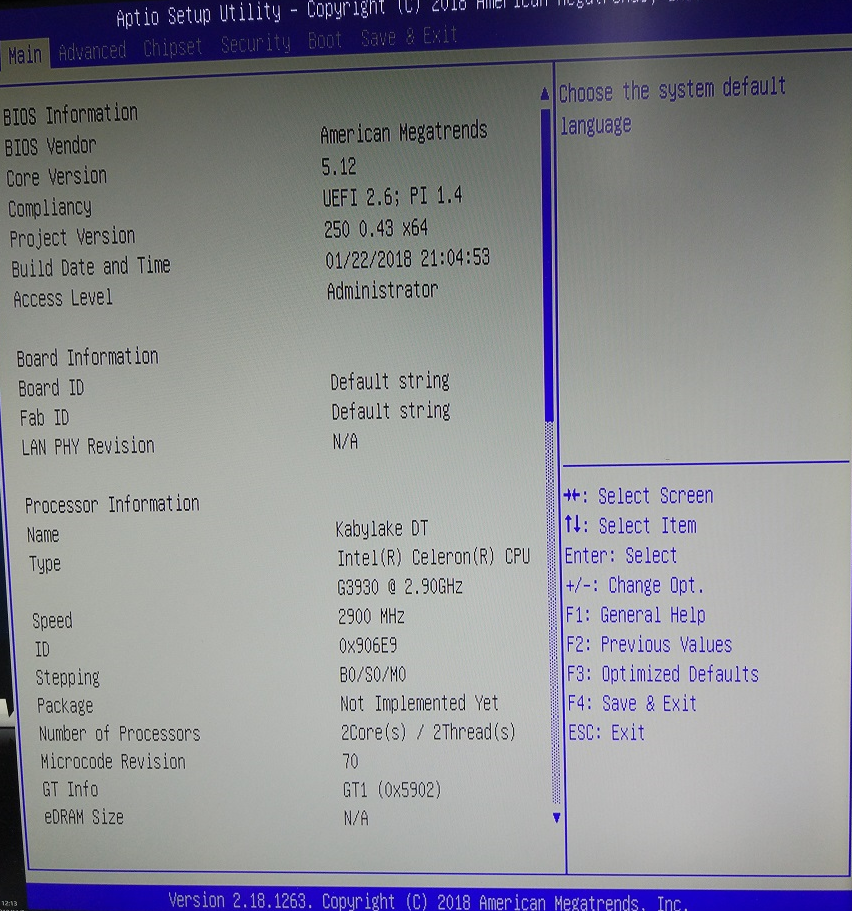 Aptio Setup Utility - Copyright (C) 2018 American Megatrends, Inc.
Main Advanced Chipset Security Boot Save & Exit
BIOS Information
BIOS Vendor American Megatrends
Core Version 5.12
Compliancy UEFI 2.6; PI 1.4
Project Version 250 0.43 x64
Build Date and Time 01/22/2018 21:04:53
Access Level Administrator
Board Information
Board ID Default string
Fab ID Default string
LAN PHY Revision N/A
Processor Information
Name Kabylake DT
Type Intel(R) Celeron(R) CPU
G3930 @ 2.90GHz
Speed 2900 MHz
ID 0x906E9
Stepping B0/S0/M0
Package Not Implemented Yet
Number of Processors 2Core(s) / 2Thread(s)
Microcode Revision 70
GT Info GT1 (0x5902)
eDRAM Size N/A
Choose the system default
language
→←: Select Screen
↑↓: Select Item
Enter: Select
+/-: Change Opt.
F1: General Help
F2: Previous Values
F3: Optimized Defaults
F4: Save & Exit
ESC: Exit
Version 2.18.1263. Copyright (C) 2018 American Megatrends, Inc.
12:13